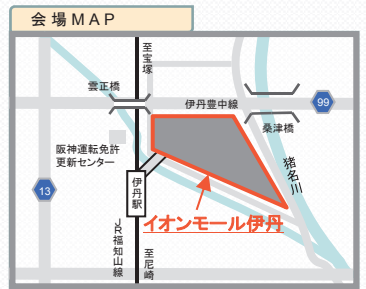 会場MAP
至宝塚
雲正橋
伊丹豊中線
99
桑津橋
阪神運転免許
更新センター
猪名川
13
伊丹駅
イオンモール伊丹
JR福知山線
至尼崎